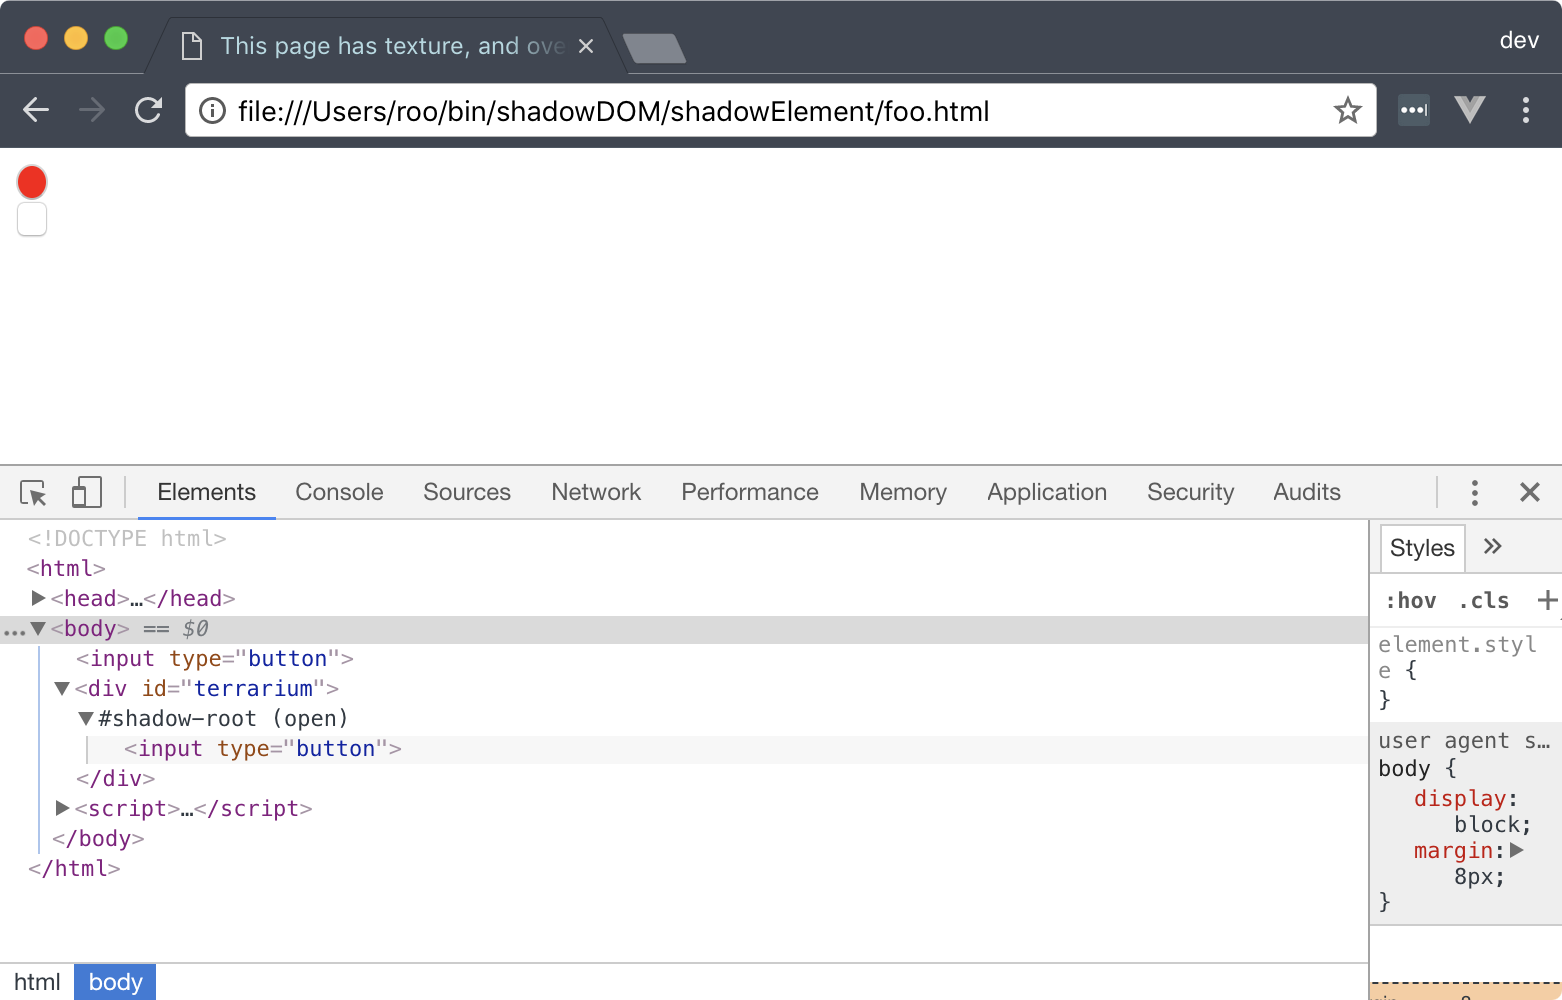 This page has texture, and ove
dev
file:///Users/roo/bin/shadowDOM/shadowElement/foo.html
Elements Console Sources Network Performance Memory Application Security Audits
<!DOCTYPE html>
<html>
<head>…</head>
<body> == $0
<input type="button">
<div id="terrarium">
#shadow-root (open)
<input type="button">
</div>
<script>…</script>
</body>
</html>
html body
Styles
:hov .cls +
element.styl
e {
}
user agent s…
body {
display:
block;
margin:
8px;
}